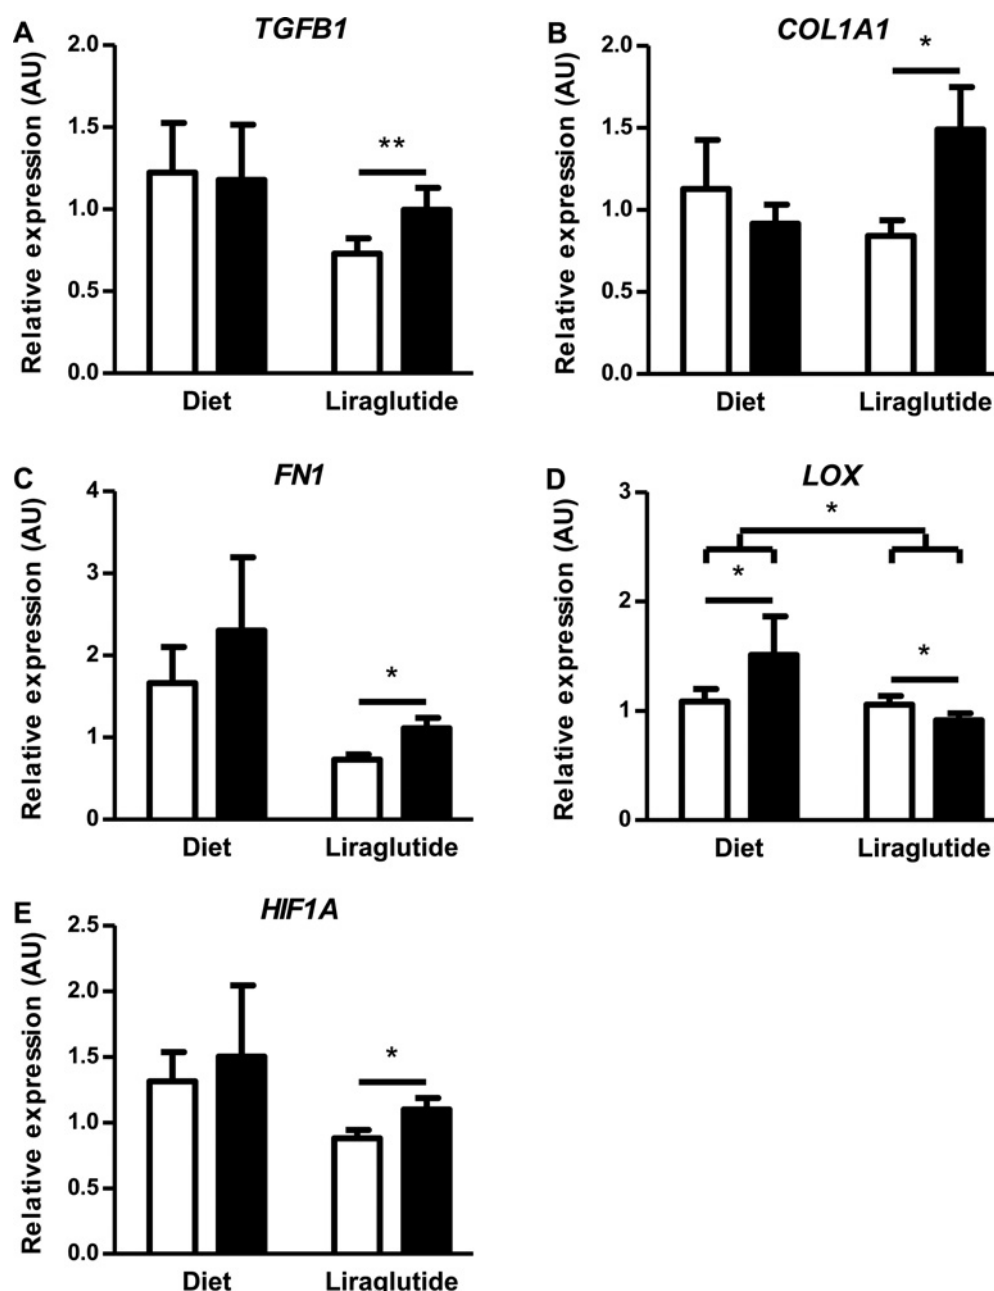 A
TGFB1
Relative expression (AU)
2.0
1.5
1.0
0.5
0.0
**
Diet
Liraglutide
B
COL1A1
Relative expression (AU)
2.0
1.5
1.0
0.5
0.0
*
Diet
Liraglutide
C
FN1
Relative expression (AU)
4
3
2
1
0
*
Diet
Liraglutide
D
LOX
Relative expression (AU)
3
2
1
0
*
*
*
Diet
Liraglutide
E
HIF1A
Relative expression (AU)
2.5
2.0
1.5
1.0
0.5
0.0
*
Diet
Liraglutide